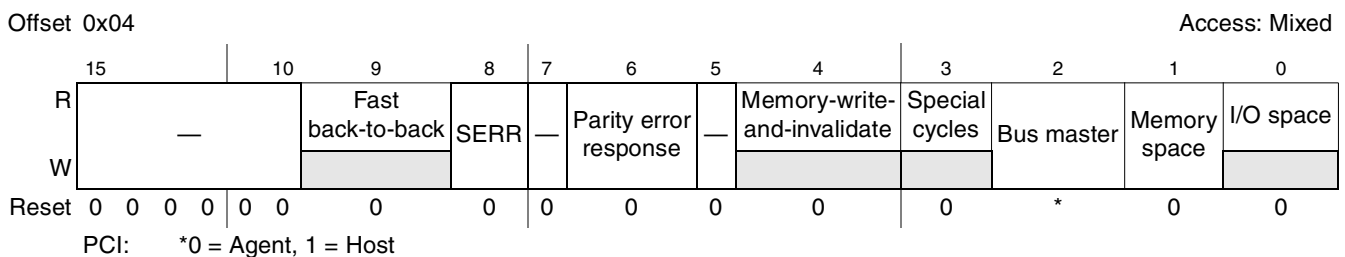 Offset 0x04 Access: Mixed
15 10 9 8 7 6 5 4 3 2 1 0
R — Fast back-to-back SERR — Parity error response — Memory-write-and-invalidate Special cycles Bus master Memory space I/O space
W
Reset 0 0 0 0 0 0 0 0 0 0 0 0 0 * 0 0
PCI: *0 = Agent, 1 = Host